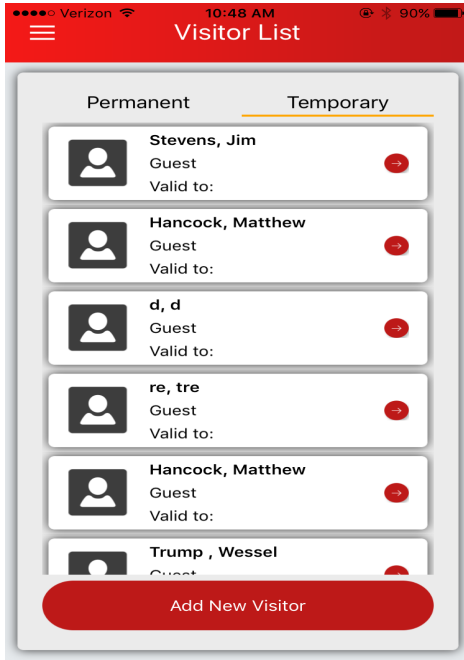 Verizon 10:48 AM 90%
Visitor List
Permanent Temporary
Stevens, Jim
Guest
Valid to:
Hancock, Matthew
Guest
Valid to:
d, d
Guest
Valid to:
re, tre
Guest
Valid to:
Hancock, Matthew
Guest
Valid to:
Trump , Wessel
Guest
Add New Visitor